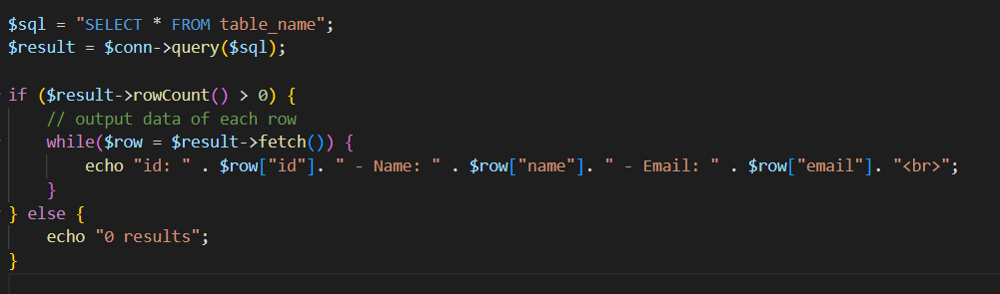 $sql = "SELECT * FROM table_name";
$result = $conn->query($sql);
if ($result->rowCount() > 0) {
// output data of each row
while($row = $result->fetch()) {
echo "id: " . $row["id"]. " - Name: " . $row["name"]. " - Email: " . $row["email"]. "<br>";
}
} else {
echo "0 results";
}